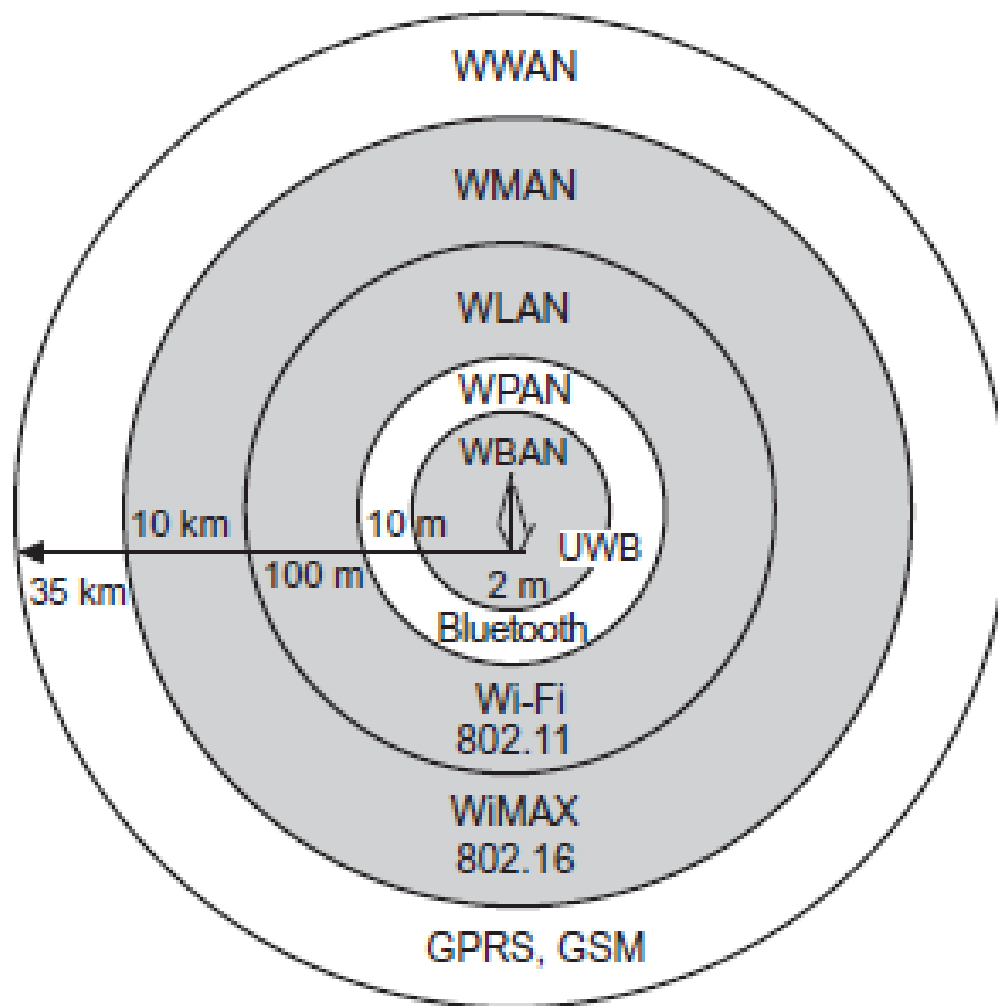 WWAN
WMAN
WLAN
WPAN
WBAN
10 km
10 m
UWB
35 km
100 m
2 m
Bluetooth
Wi-Fi
802.11
WiMAX
802.16
GPRS, GSM